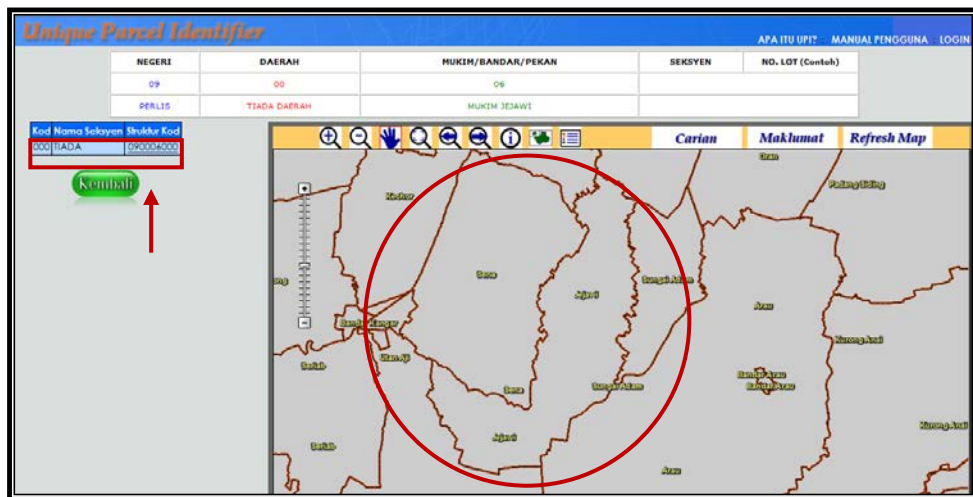 Unique Parcel Identifier
APA ITU UPI? :: MANUAL PENGGUNA :: LOGIN
NEGERI DAERAH MUKIM/BANDAR/PEKAN SEKSYEN NO. LOT (Contoh)
09 00 06
PERLIS TIADA DAERAH MUKIM JEJAWI
Kod Nama Seksyen Struktur Kod
000 TIADA 090006000
Kembali
Carian Maklumat Refresh Map
Oran
Padang Siding
Kechor
Sena
Jejawi
Sungai Adam
Arau
Bandar Kangar
Kurong Anai
Seriab
Utan Aji
Bandar Arau
Bandar Arau
Sena
Sungai Adam
Kurong Anai
Jejawi
Seriab
Arau